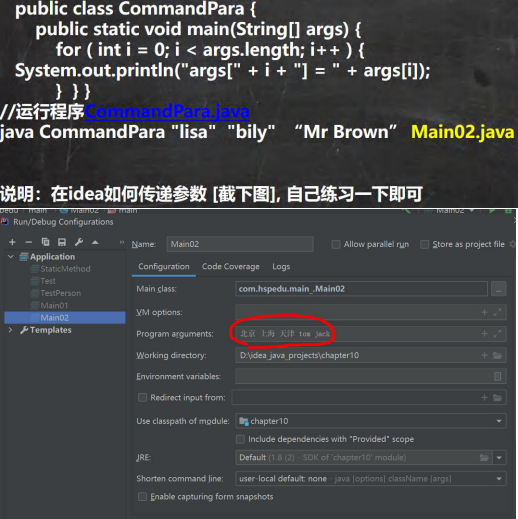 public class CommandPara {
public static void main(String[] args) {
for ( int i = 0; i < args.length; i++ ) {
System.out.println("args[" + i + "] = " + args[i]);
} } }
//运行程序CommandPara.java
java CommandPara "lisa" "bily" “Mr Brown” Main02.java
说明：在idea如何传递参数 [截下图], 自己练习一下即可
main Main02 main Main02
Run/Debug Configurations
Name: Main02 Allow parallel run Store as project file
Application
StaticMethod
Test
TestPerson
Main01
Main02
Templates
Configuration Code Coverage Logs
Main class: com.hspedu.main_.Main02 ...
VM options:
Program arguments: 北京 上海 天津 tom jack
Working directory: D:\idea_java_projects\chapter10
Environment variables:
Redirect input from:
Use classpath of module: chapter10
Include dependencies with "Provided" scope
JRE: Default (1.8 (2) - SDK of 'chapter10' module)
Shorten command line: user-local default: none - java [options] className [args]
Enable capturing form snapshots